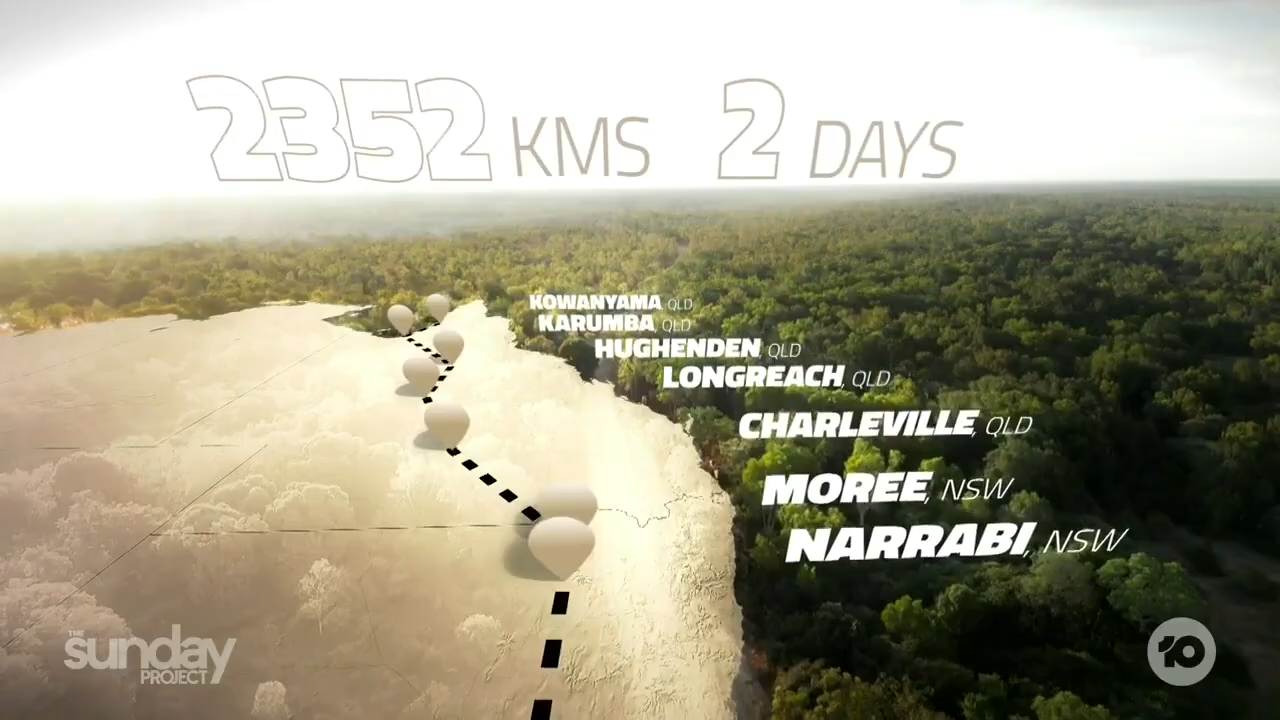 2352 KMS 2 DAYS
KOWANYAMA, QLD
KARUMBA, QLD
HUGHENDEN, QLD
LONGREACH, QLD
CHARLEVILLE, QLD
MOREE, NSW
NARRABI, NSW
THE
sunday
PROJECT
10